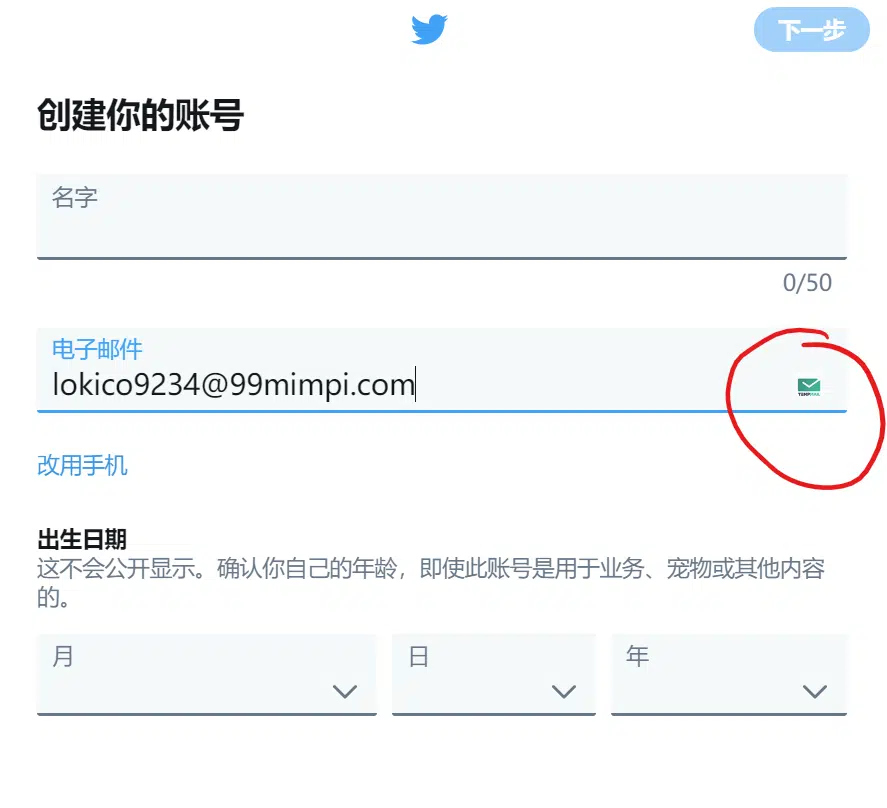 下一步
创建你的账号
名字
0/50
电子邮件
lokico9234@99mimpi.com
TEMPMAIL
改用手机
出生日期
这不会公开显示。确认你自己的年龄，即使此账号是用于业务、宠物或其他内容
的。
月
日
年